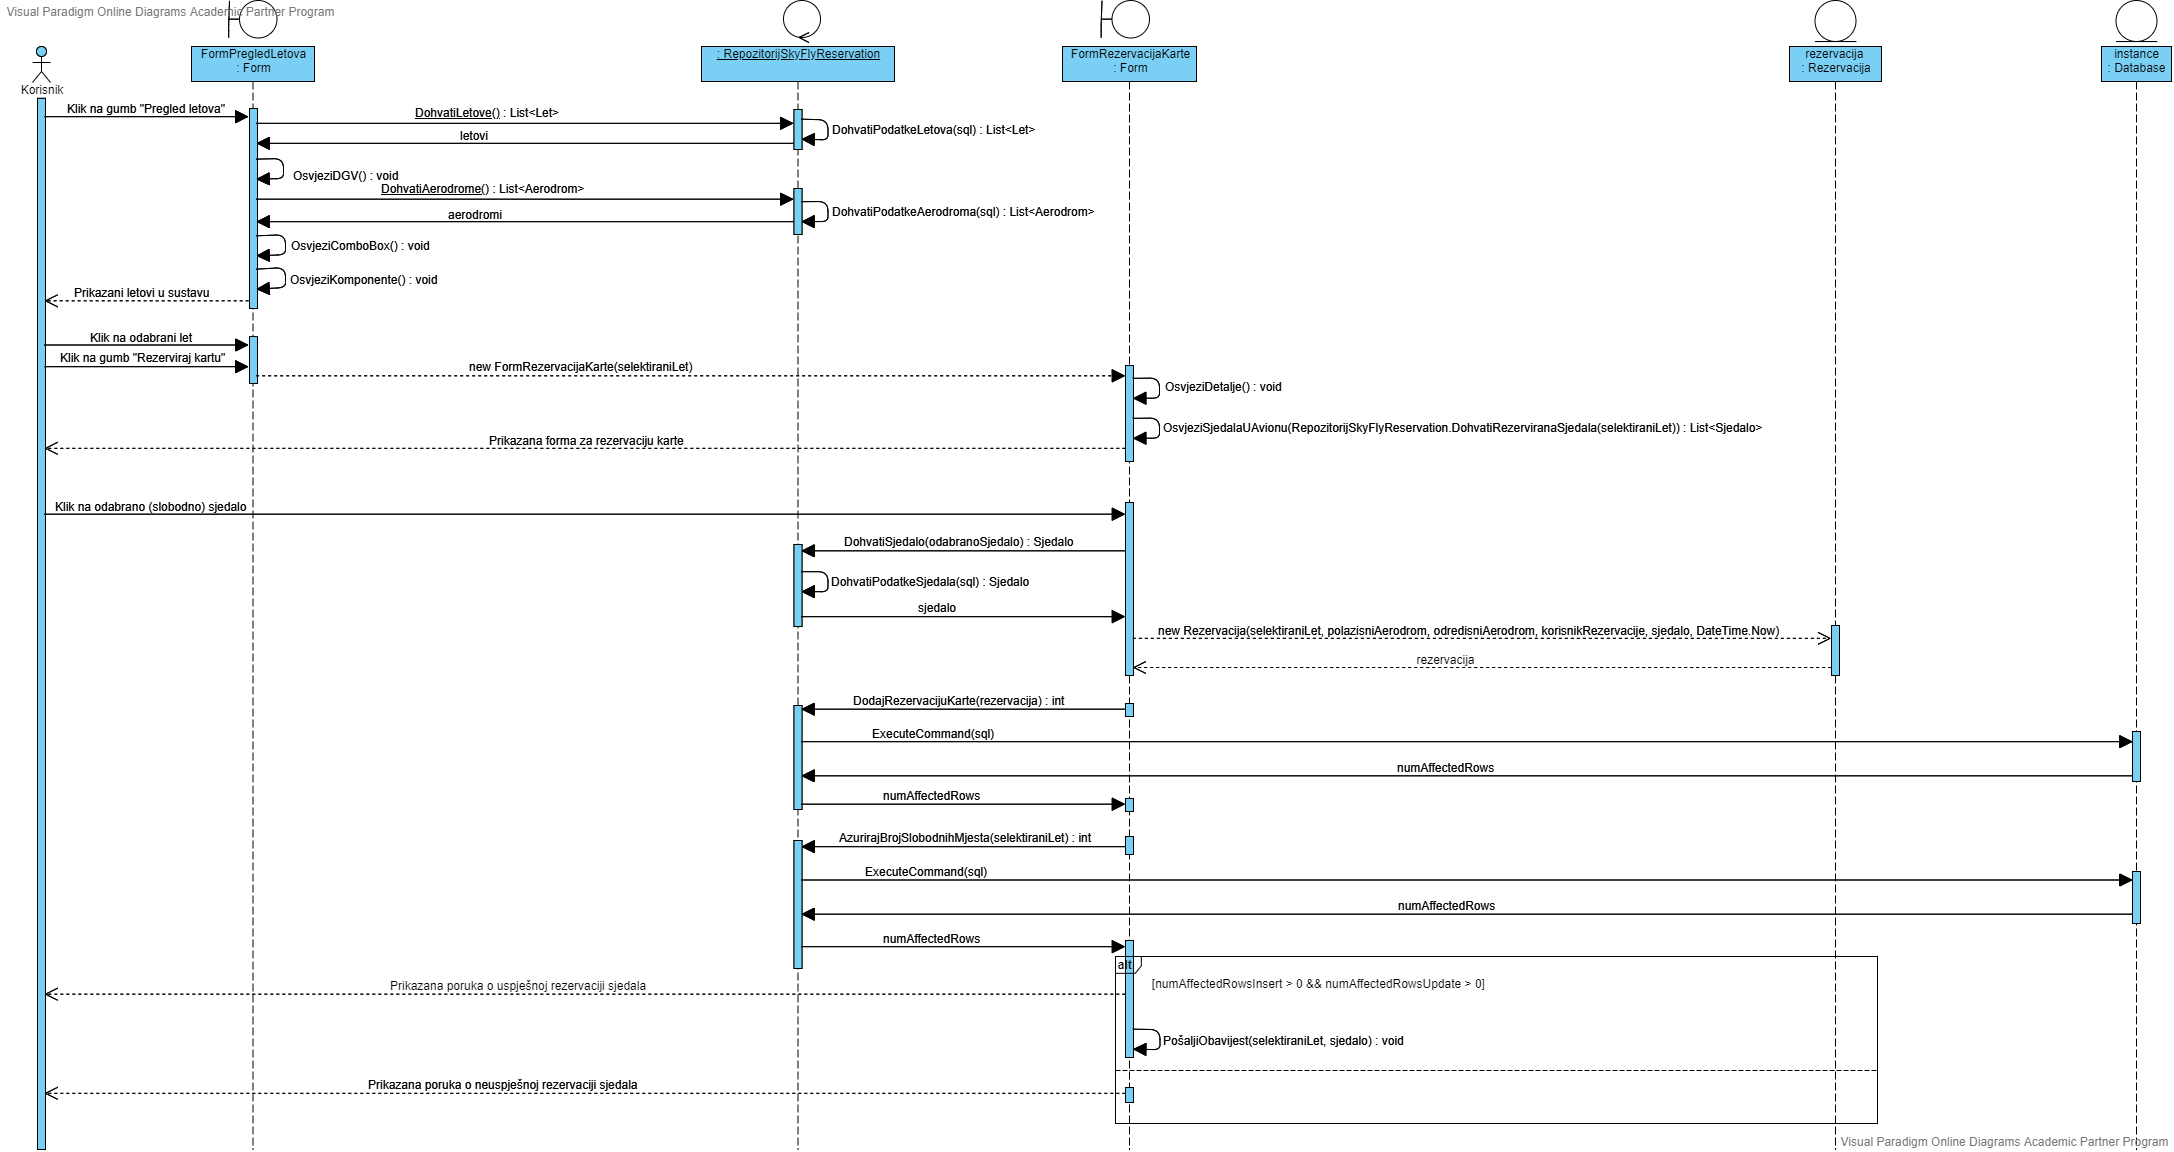 Visual Paradigm Online Diagrams Academic Partner Program
Korisnik
FormPregledLetova
: Form
: RepozitorijSkyFlyReservation
FormRezervacijaKarte
: Form
rezervacija
: Rezervacija
instance
: Database
Klik na gumb "Pregled letova"
DohvatiLetove() : List<Let>
DohvatiPodatkeLetova(sql) : List<Let>
letovi
OsvjeziDGV() : void
DohvatiAerodrome() : List<Aerodrom>
DohvatiPodatkeAerodroma(sql) : List<Aerodrom>
aerodromi
OsvjeziComboBox() : void
OsvjeziKomponente() : void
Prikazani letovi u sustavu
Klik na odabrani let
Klik na gumb "Rezerviraj kartu"
new FormRezervacijaKarte(selektiraniLet)
OsvjeziDetalje() : void
OsvjeziSjedalaUAvionu(RepozitorijSkyFlyReservation.DohvatiRezerviranaSjedala(selektiraniLet)) : List<Sjedalo>
Prikazana forma za rezervaciju karte
Klik na odabrano (slobodno) sjedalo
DohvatiSjedalo(odabranoSjedalo) : Sjedalo
DohvatiPodatkeSjedala(sql) : Sjedalo
sjedalo
new Rezervacija(selektiraniLet, polazisniAerodrom, odredisniAerodrom, korisnikRezervacije, sjedalo, DateTime.Now)
rezervacija
DodajRezervacijuKarte(rezervacija) : int
ExecuteCommand(sql)
numAffectedRows
numAffectedRows
AzurirajBrojSlobodnihMjesta(selektiraniLet) : int
ExecuteCommand(sql)
numAffectedRows
numAffectedRows
alt
[numAffectedRowsInsert > 0 && numAffectedRowsUpdate > 0]
Prikazana poruka o uspješnoj rezervaciji sjedala
PošaljiObavijest(selektiraniLet, sjedalo) : void
Prikazana poruka o neuspješnoj rezervaciji sjedala
Visual Paradigm Online Diagrams Academic Partner Program